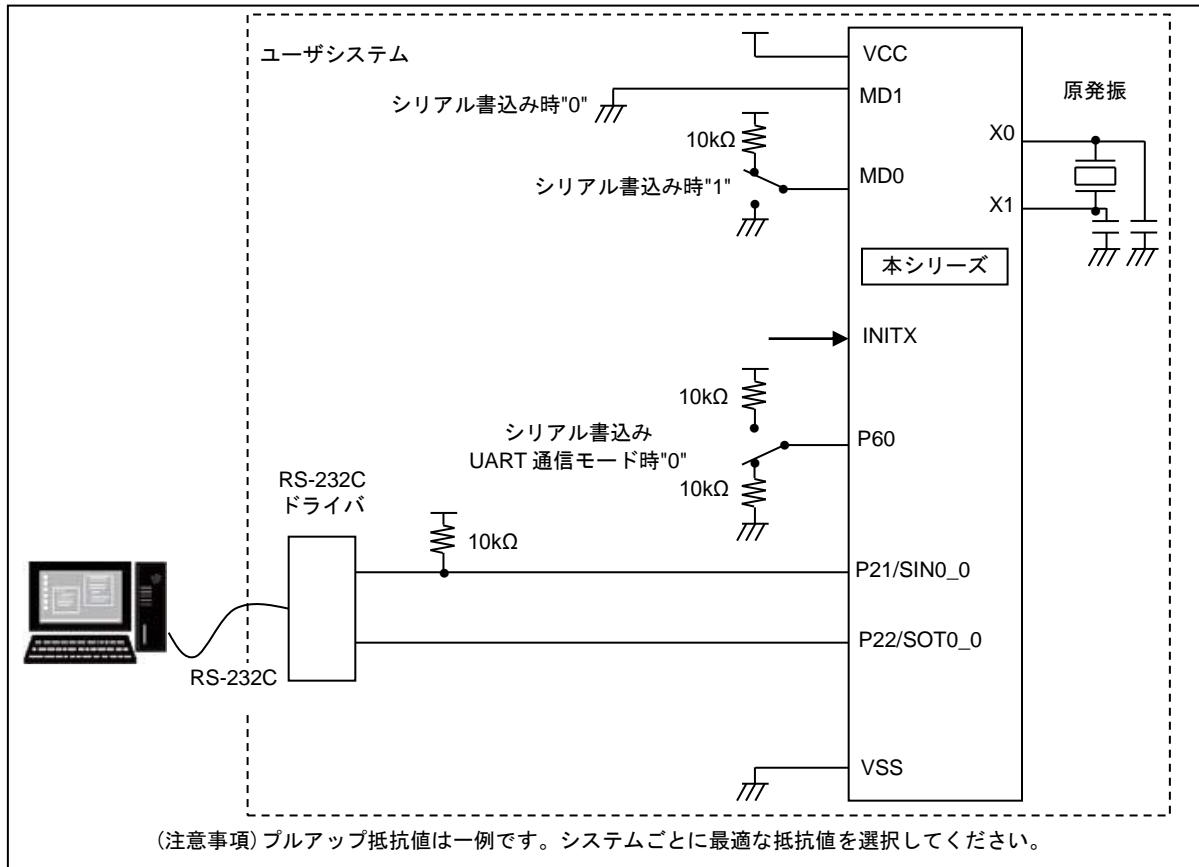 ユーザシステム
VCC
シリアル書込み時"0"
MD1
原発振
10kΩ
X0
シリアル書込み時"1"
MD0
X1
本シリーズ
INITX
10kΩ
シリアル書込み
UART 通信モード時"0"
P60
10kΩ
RS-232C
ドライバ
10kΩ
P21/SIN0_0
P22/SOT0_0
RS-232C
VSS
(注意事項) プルアップ抵抗値は一例です。システムごとに最適な抵抗値を選択してください。